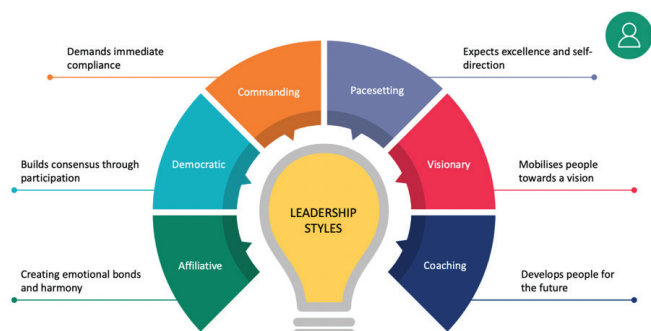 Demands immediate
compliance
Expects excellence and self-
direction
Commanding
Pacesetting
Builds consensus through
participation
Democratic
Visionary
Mobilises people
towards a vision
LEADERSHIP
STYLES
Creating emotional bonds
and harmony
Affiliative
Coaching
Develops people for
the future